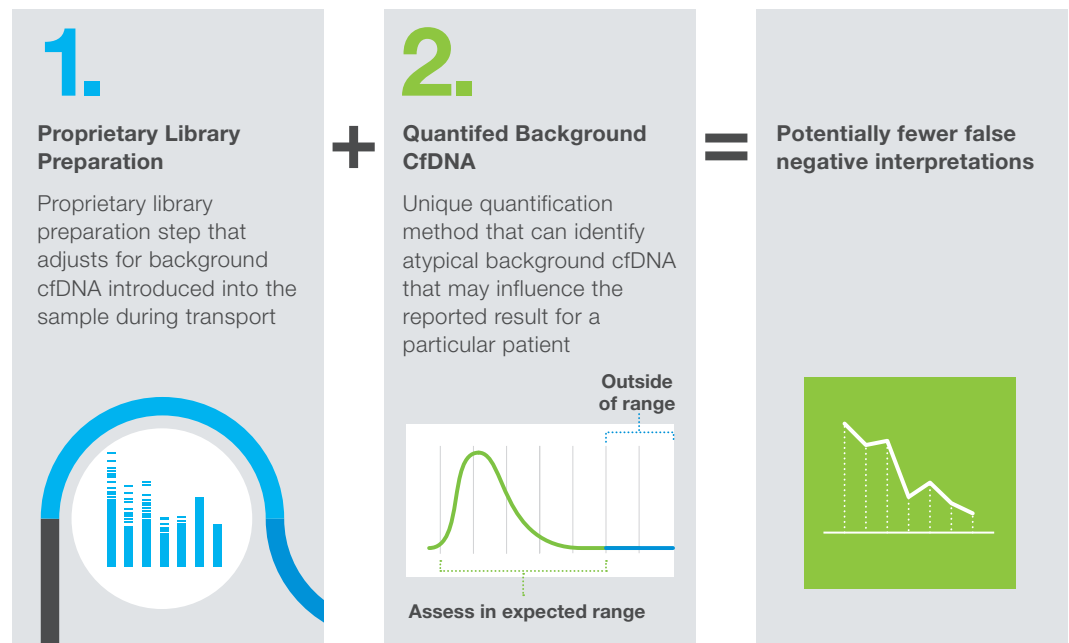 1.
Proprietary Library
Preparation
Proprietary library
preparation step that
adjusts for background
cfDNA introduced into the
sample during transport
+
2.
Quantifed Background
CfDNA
Unique quantification
method that can identify
atypical background cfDNA
that may influence the
reported result for a
particular patient
Outside
of range
Assess in expected range
=
Potentially fewer false
negative interpretations